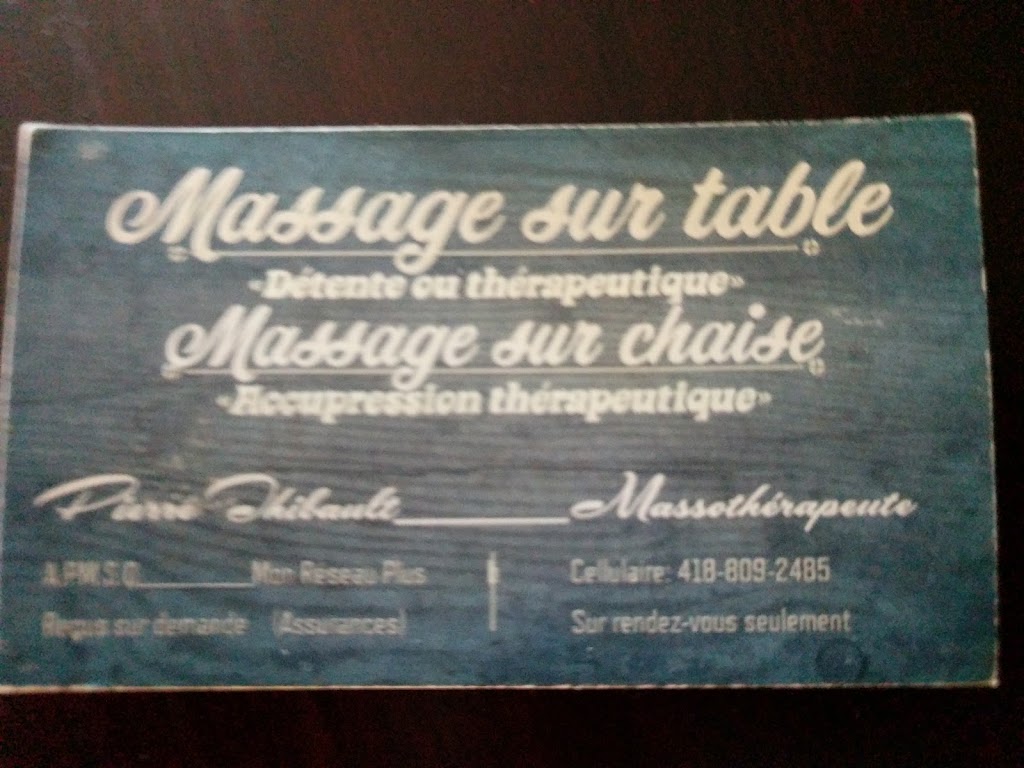 Massage sur table
«Détente ou thérapeutique»
Massage sur chaise
«Accupression thérapeutique»
Pierre Thibault Massothérapeute
A.P.M.S.Q. Mon Réseau Plus
Reçus sur demande (Assurances)
Cellulaire: 418-809-2485
Sur rendez-vous seulement